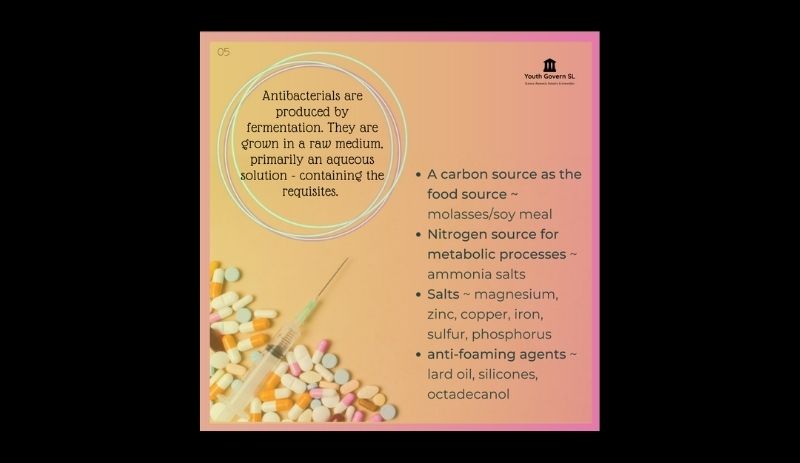 05
Youth Govern SL
Antibacterials are
produced by
fermentation. They are
grown in a raw medium,
primarily an aqueous
solution - containing the
requisites.
• A carbon source as the
food source ~
molasses/soy meal
• Nitrogen source for
metabolic processes ~
ammonia salts
• Salts ~ magnesium,
zinc, copper, iron,
sulfur, phosphorus
• anti-foaming agents ~
lard oil, silicones,
octadecanol